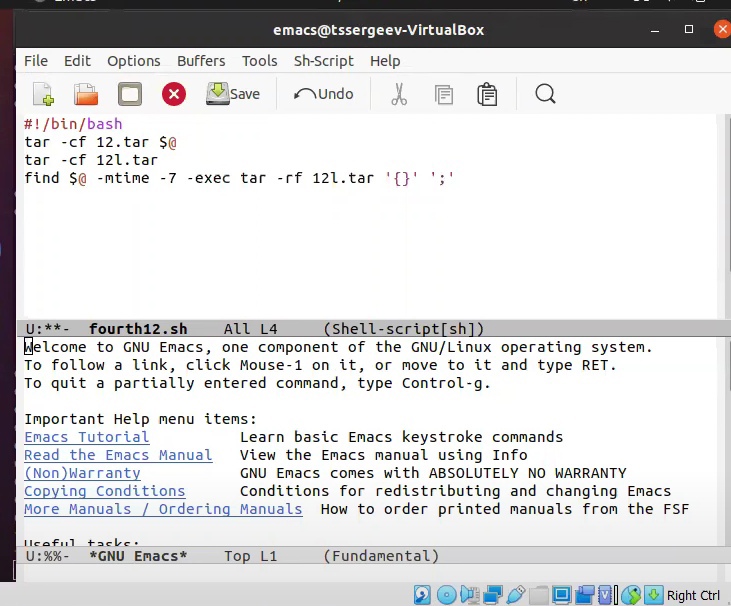 emacs@tssergeev-VirtualBox
File Edit Options Buffers Tools Sh-Script Help
Save Undo
#!/bin/bash
tar -cf 12.tar $@
tar -cf 12l.tar
find $@ -mtime -7 -exec tar -rf 12l.tar '{}' ';'
U:**-  fourth12.sh    All L4    (Shell-script[sh])
Welcome to GNU Emacs, one component of the GNU/Linux operating system.
To follow a link, click Mouse-1 on it, or move to it and type RET.
To quit a partially entered command, type Control-g.
Important Help menu items:
Emacs Tutorial    Learn basic Emacs keystroke commands
Read the Emacs Manual    View the Emacs manual using Info
(Non)Warranty    GNU Emacs comes with ABSOLUTELY NO WARRANTY
Copying Conditions    Conditions for redistributing and changing Emacs
More Manuals / Ordering Manuals    How to order printed manuals from the FSF
Useful tasks:
U:%%-  *GNU Emacs*    Top L1    (Fundamental)
Right Ctrl